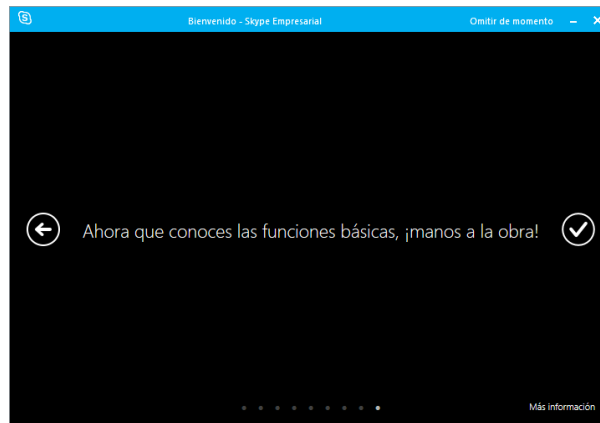 Bienvenido - Skype Empresarial
Omitir de momento
Ahora que conoces las funciones básicas, ¡manos a la obra!
Más información